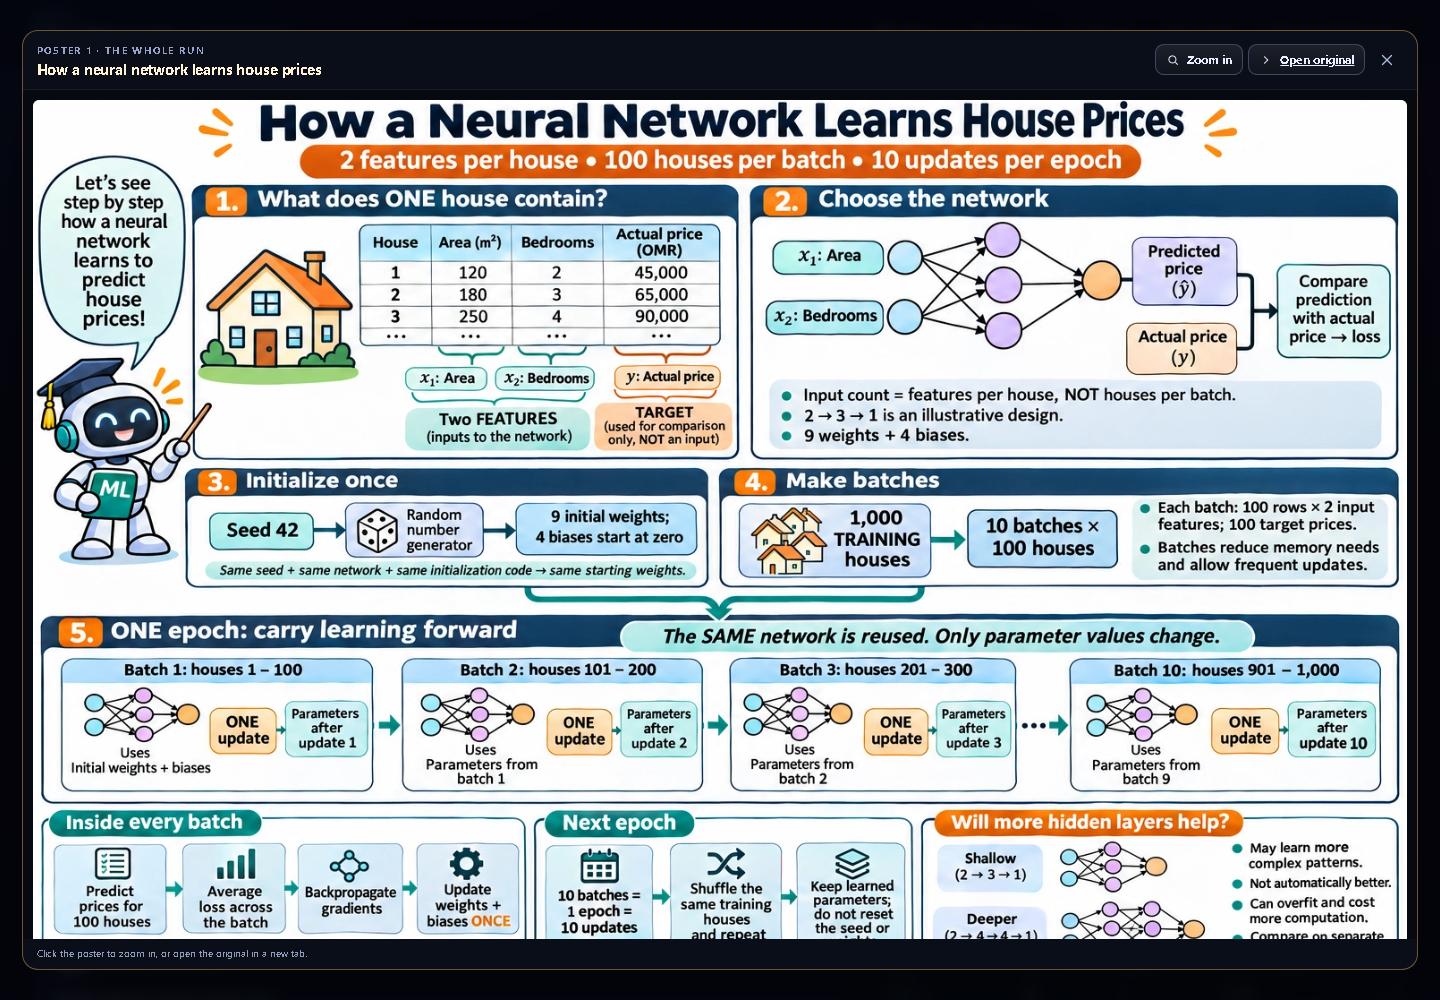 POSTER 1 · THE WHOLE RUN
How a neural network learns house prices
Zoom in
Open original
How a Neural Network Learns House Prices
2 features per house • 100 houses per batch • 10 updates per epoch
Let's see
step by step
how a neural
network
learns to
predict
house
prices!
ML
1. What does ONE house contain?
House Area (m²) Bedrooms Actual price (OMR)
1 120 2 45,000
2 180 3 65,000
3 250 4 90,000
... ... ... ...
x₁: Area
x₂: Bedrooms
y: Actual price
Two FEATURES
(inputs to the network)
TARGET
(used for comparison
only, NOT an input)
2. Choose the network
x₁: Area
x₂: Bedrooms
Predicted
price
(ŷ)
Actual price
(y)
Compare
prediction
with actual
price → loss
• Input count = features per house, NOT houses per batch.
• 2 → 3 → 1 is an illustrative design.
• 9 weights + 4 biases.
3. Initialize once
Seed 42
Random
number
generator
9 initial weights;
4 biases start at zero
Same seed + same network + same initialization code → same starting weights.
4. Make batches
1,000
TRAINING
houses
10 batches ×
100 houses
• Each batch: 100 rows × 2 input
features; 100 target prices.
• Batches reduce memory needs
and allow frequent updates.
5. ONE epoch: carry learning forward
The SAME network is reused. Only parameter values change.
Batch 1: houses 1 – 100
Uses
Initial weights + biases
ONE
update
Parameters
after
update 1
Batch 2: houses 101 – 200
Uses
Parameters from
batch 1
ONE
update
Parameters
after
update 2
Batch 3: houses 201 – 300
Uses
Parameters from
batch 2
ONE
update
Parameters
after
update 3
Batch 10: houses 901 – 1,000
Uses
Parameters from
batch 9
ONE
update
Parameters
after
update 10
Inside every batch
Predict
prices for
100 houses
Average
loss across
the batch
Backpropagate
gradients
Update
weights +
biases ONCE
Next epoch
10 batches =
1 epoch =
10 updates
Shuffle the
same training
houses
and repeat
Keep learned
parameters;
do not reset
the seed or
Will more hidden layers help?
Shallow
(2 → 3 → 1)
Deeper
(2 → 4 → 4 → 1)
• May learn more
complex patterns.
• Not automatically better.
• Can overfit and cost
more computation.
• Compare on separate
Click the poster to zoom in, or open the original in a new tab.